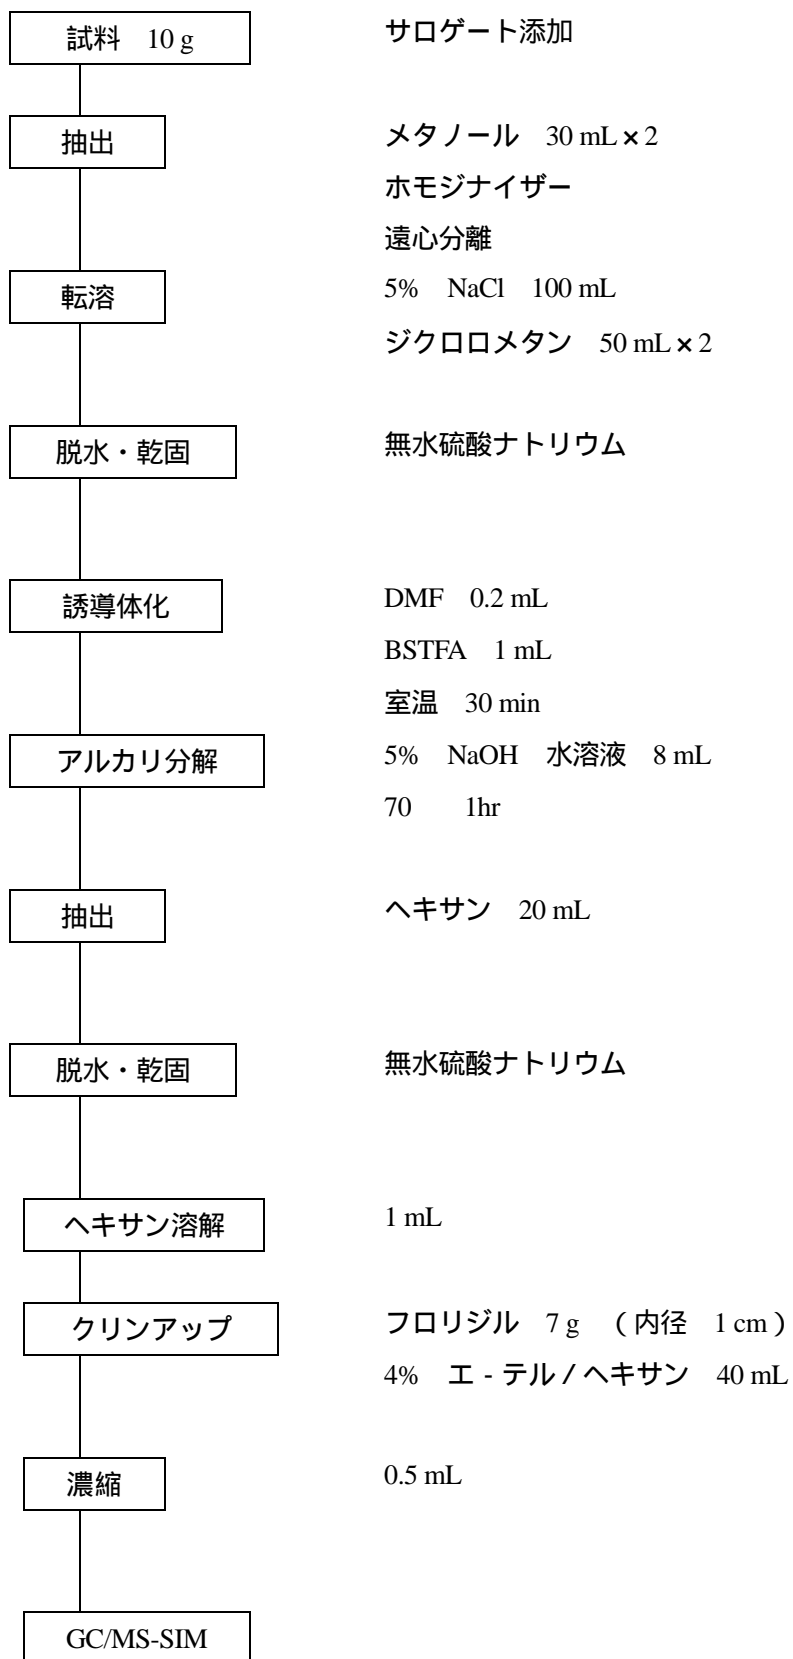 試料　10 g　サロゲート添加
抽出　メタノール　30 mL×2
ホモジナイザー
遠心分離
転溶　5%　NaCl　100 mL
ジクロロメタン　50 mL×2
脱水・乾固　無水硫酸ナトリウム
誘導体化　DMF　0.2 mL
BSTFA　1 mL
室温　30 min
アルカリ分解　5%　NaOH　水溶液　8 mL
70　　1hr
抽出　ヘキサン　20 mL
脱水・乾固　無水硫酸ナトリウム
ヘキサン溶解　1 mL
クリンアップ　フロリジル　7 g　（内径　1 cm）
4%　エ‐テル／ヘキサン　40 mL
濃縮　0.5 mL
GC/MS-SIM